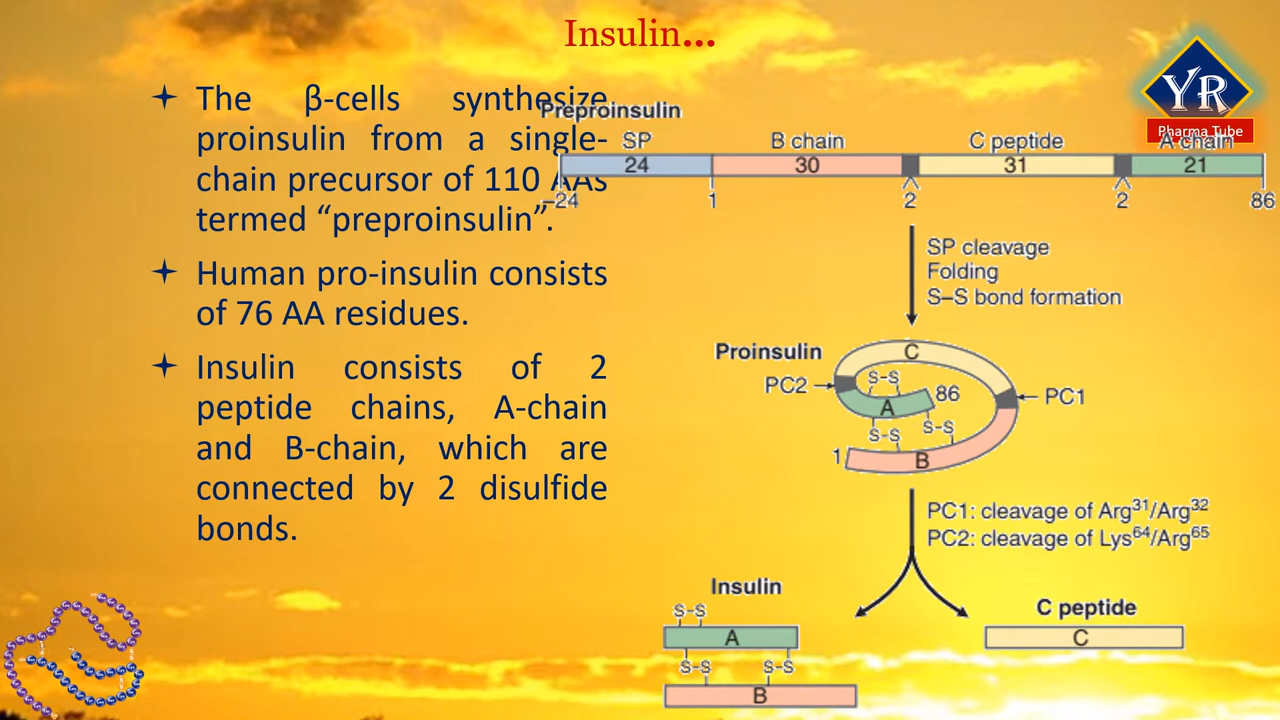 Insulin...
YR
Pharma Tube
The β-cells synthesize
proinsulin from a single-
chain precursor of 110 AAs
termed “preproinsulin”.
Human pro-insulin consists
of 76 AA residues.
Insulin consists of 2
peptide chains, A-chain
and B-chain, which are
connected by 2 disulfide
bonds.
Preproinsulin
SP B chain C peptide A chain
24 30 31 21
–24 1 2 2 86
SP cleavage
Folding
S–S bond formation
Proinsulin
C
S–S
PC2
86
PC1
A
S–S
S–S
1
B
PC1: cleavage of Arg³¹/Arg³²
PC2: cleavage of Lys⁶⁴/Arg⁶⁵
Insulin
S–S
A
S–S S–S
B
C peptide
C